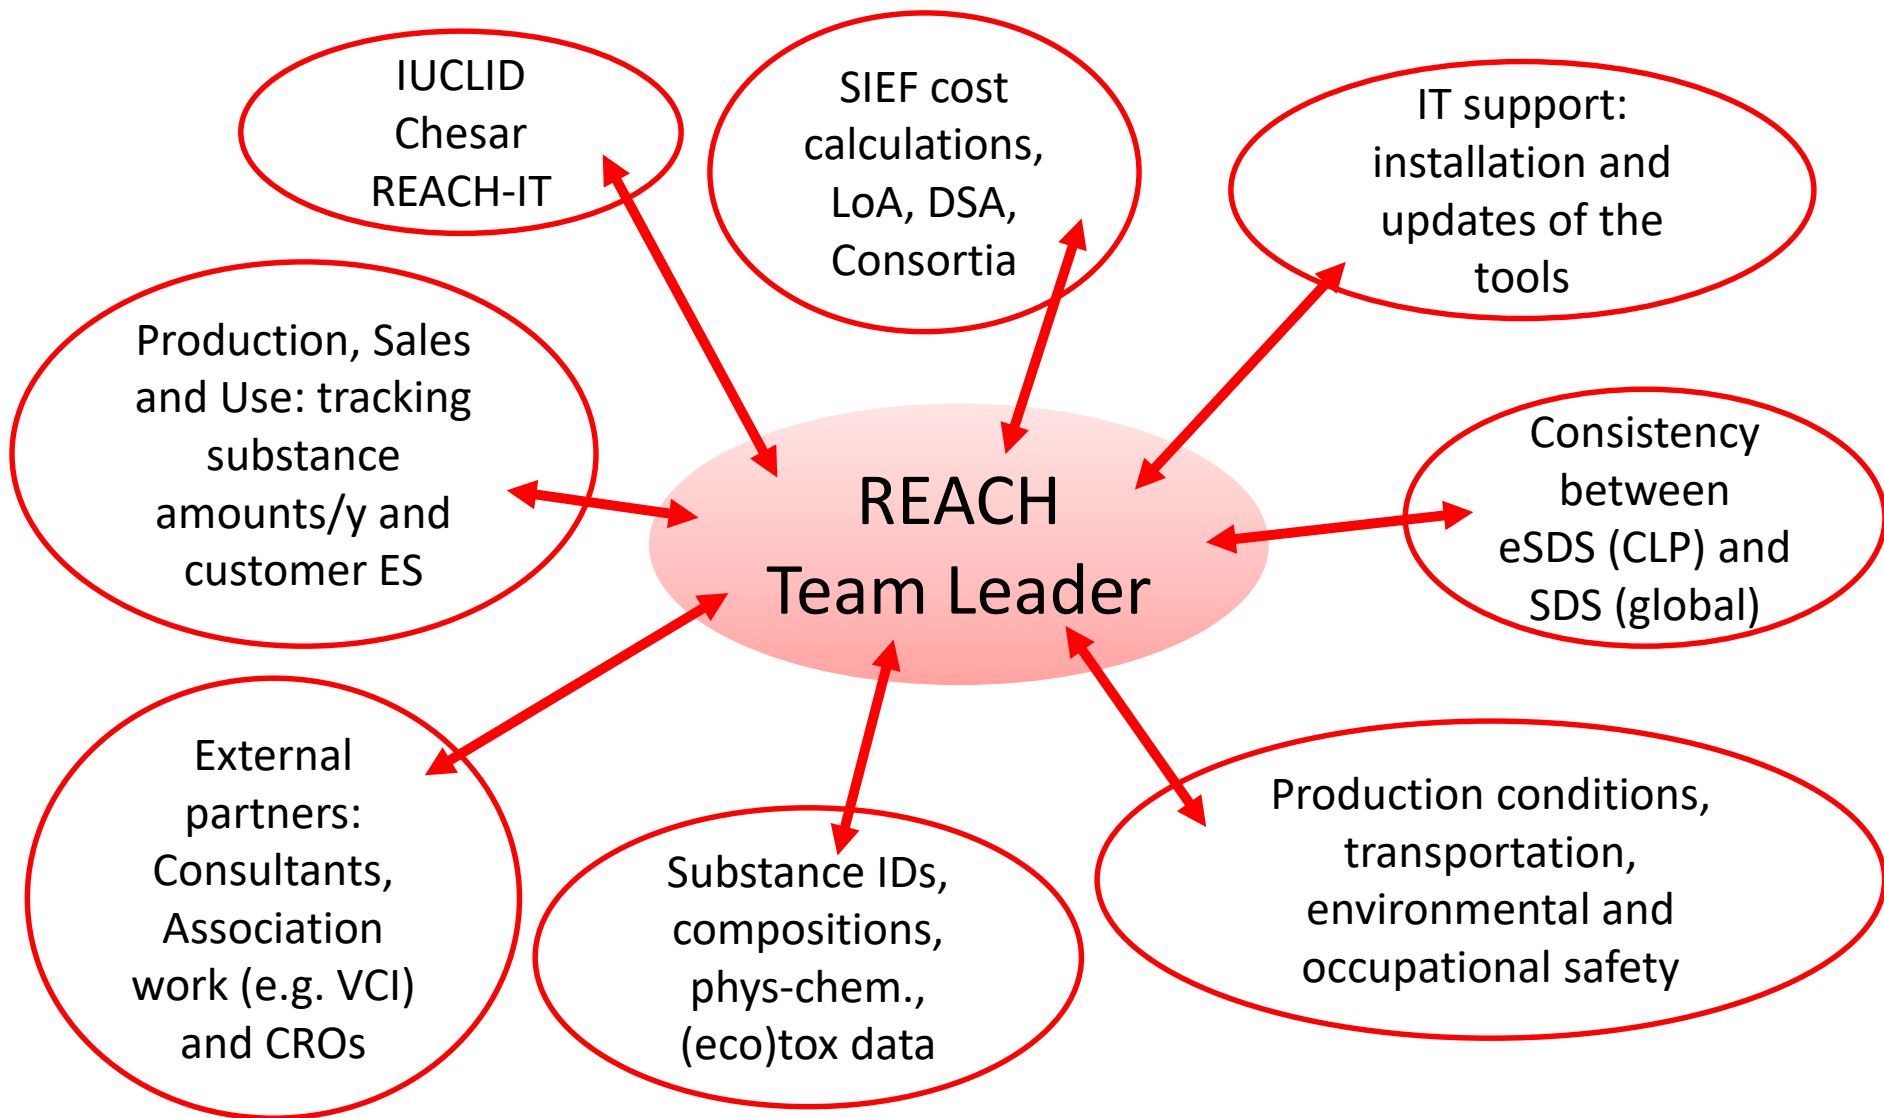 IUCLID
Chesar
REACH-IT
SIEF cost
calculations,
LoA, DSA,
Consortia
IT support:
installation and
updates of the
tools
Production, Sales
and Use: tracking
substance
amounts/y and
customer ES
REACH
Team Leader
Consistency
between
eSDS (CLP) and
SDS (global)
External
partners:
Consultants,
Association
work (e.g. VCI)
and CROs
Substance IDs,
compositions,
phys-chem.,
(eco)tox data
Production conditions,
transportation,
environmental and
occupational safety